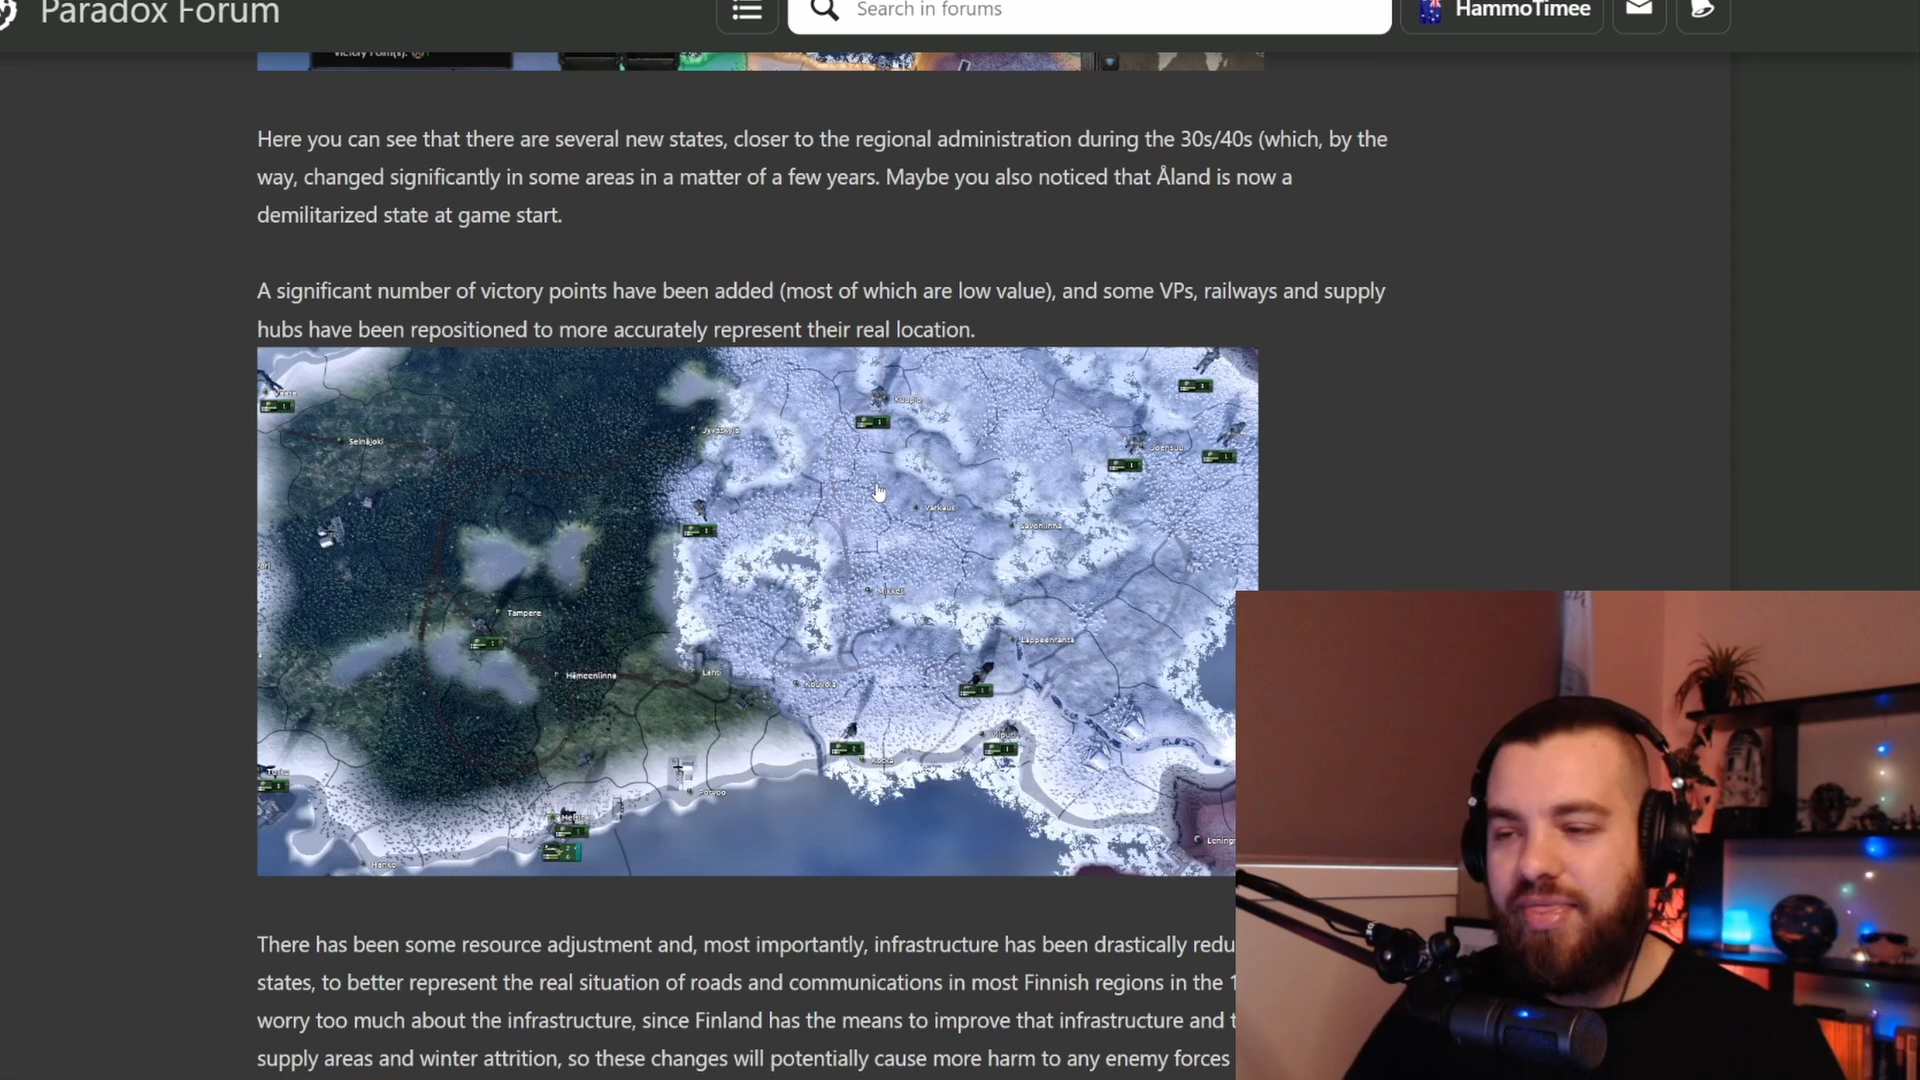 Paradox Forum
Search in forums
HammoTimee
Here you can see that there are several new states, closer to the regional administration during the 30s/40s (which, by the
way, changed significantly in some areas in a matter of a few years. Maybe you also noticed that Åland is now a
demilitarized state at game start.
A significant number of victory points have been added (most of which are low value), and some VPs, railways and supply
hubs have been repositioned to more accurately represent their real location.
Kuopio
Jyväskylä
Seinäjoki
Joensuu
Varkaus
Savonlinna
Mikkeli
Tampere
Lappeenranta
Hämeenlinna
Lahti
Kouvola
Viipuri
Kotka
Turku
Porvoo
Helsinki
Leningr
Hanko
There has been some resource adjustment and, most importantly, infrastructure has been drastically redu
states, to better represent the real situation of roads and communications in most Finnish regions in the 1
worry too much about the infrastructure, since Finland has the means to improve that infrastructure and t
supply areas and winter attrition, so these changes will potentially cause more harm to any enemy forces